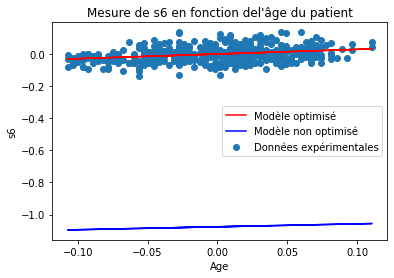 Mesure de s6 en fonction del'âge du patient
0.0
−0.2
−0.4
−0.6
−0.8
−1.0
s6
Modèle optimisé
Modèle non optimisé
Données expérimentales
−0.10
−0.05
0.00
0.05
0.10
Age